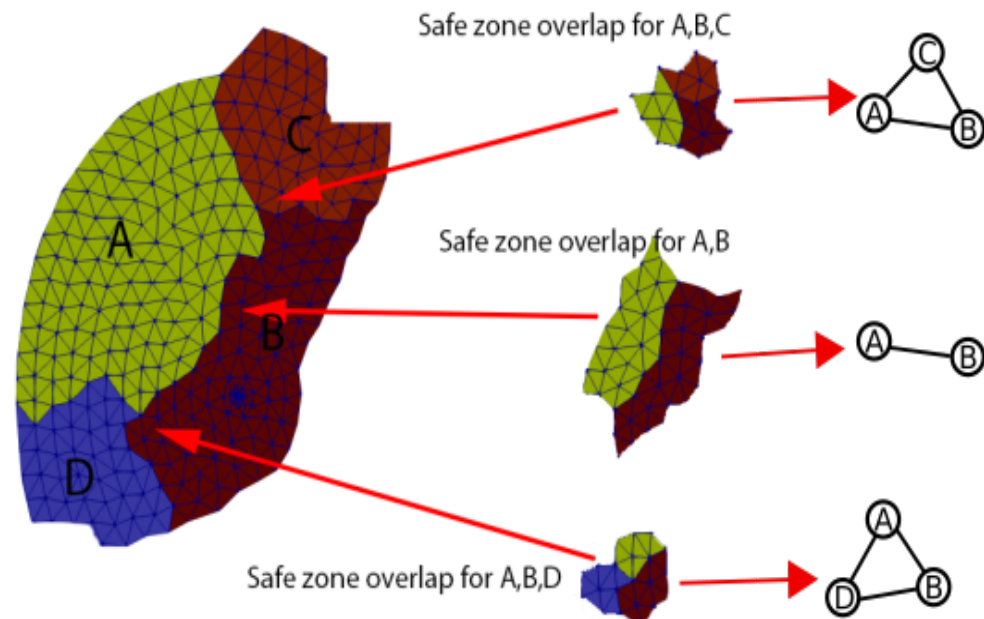 Safe zone overlap for A,B,C
C
A
B
C
A
Safe zone overlap for A,B
B
A
B
D
A
Safe zone overlap for A,B,D
D
B